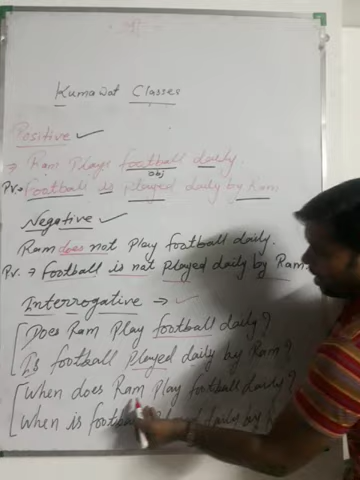 Kumawat Classes
Positive ✓
→ Ram Plays football daily.
obj
PV.→ Football is played daily by Ram
Negative ✓
Ram does not Play football daily.
PV. → Football is not played daily by Ram.
Interrogative → ✓
Does Ram Play football daily?
Is football Played daily by Ram?
When does Ram Play football daily?
When is football Played daily by